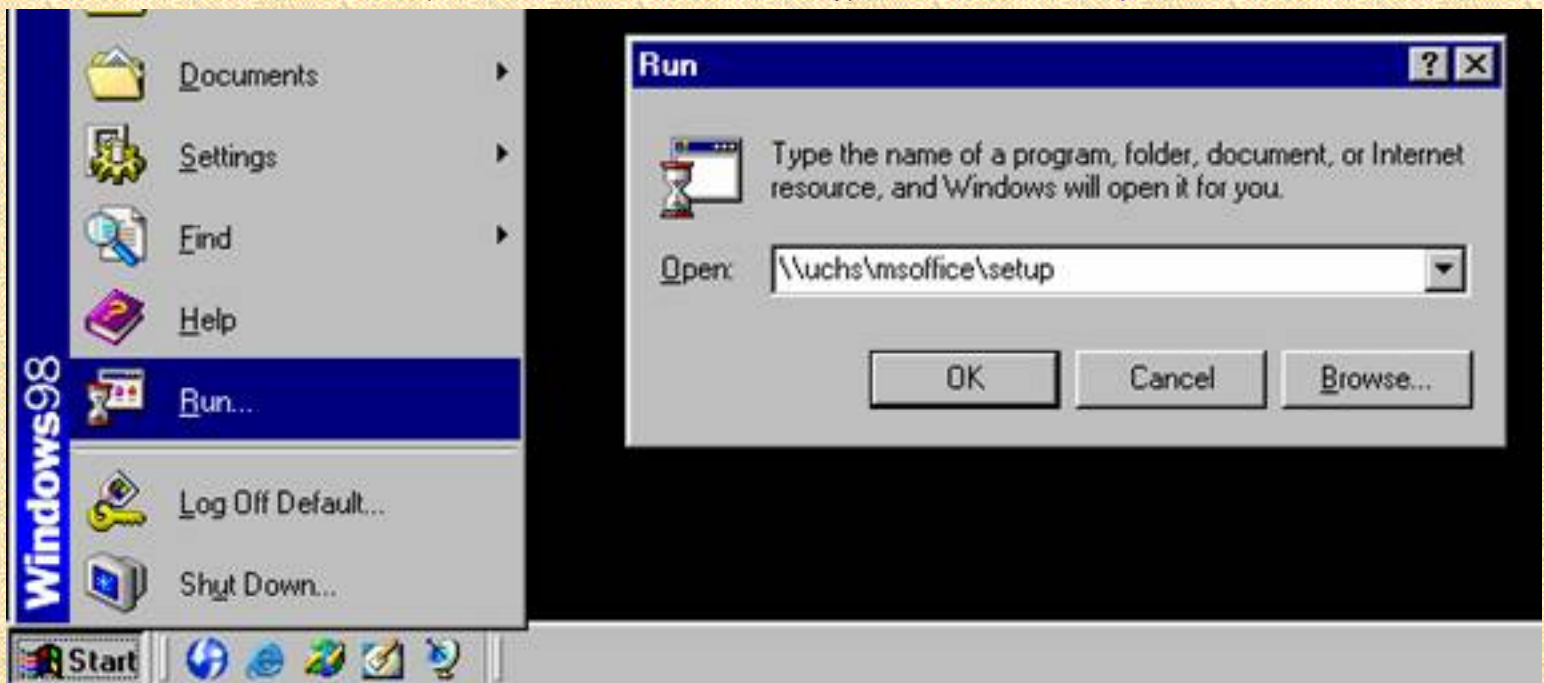 Documents
Settings
Find
Help
Run...
Log Off Default...
Shut Down...
Windows98
Start
Run
Type the name of a program, folder, document, or Internet
resource, and Windows will open it for you.
Open: \\uchs\msoffice\setup
OK Cancel Browse...